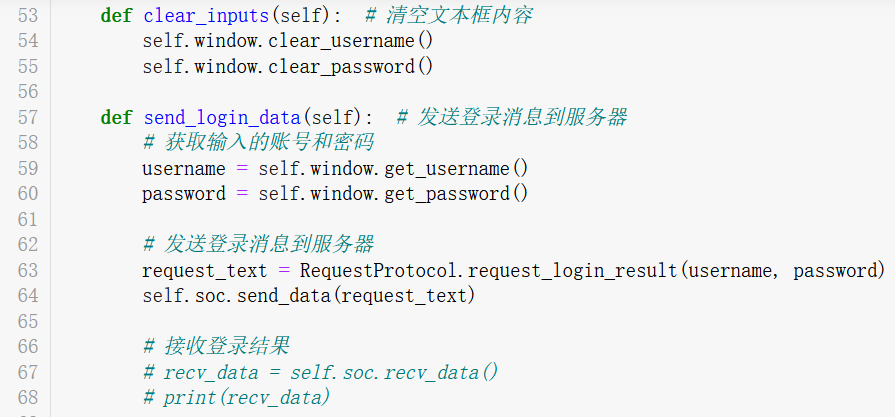 53 def clear_inputs(self): # 清空文本框内容
54 self.window.clear_username()
55 self.window.clear_password()
56
57 def send_login_data(self): # 发送登录消息到服务器
58 # 获取输入的账号和密码
59 username = self.window.get_username()
60 password = self.window.get_password()
61
62 # 发送登录消息到服务器
63 request_text = RequestProtocol.request_login_result(username, password)
64 self.soc.send_data(request_text)
65
66 # 接收登录结果
67 # recv_data = self.soc.recv_data()
68 # print(recv_data)